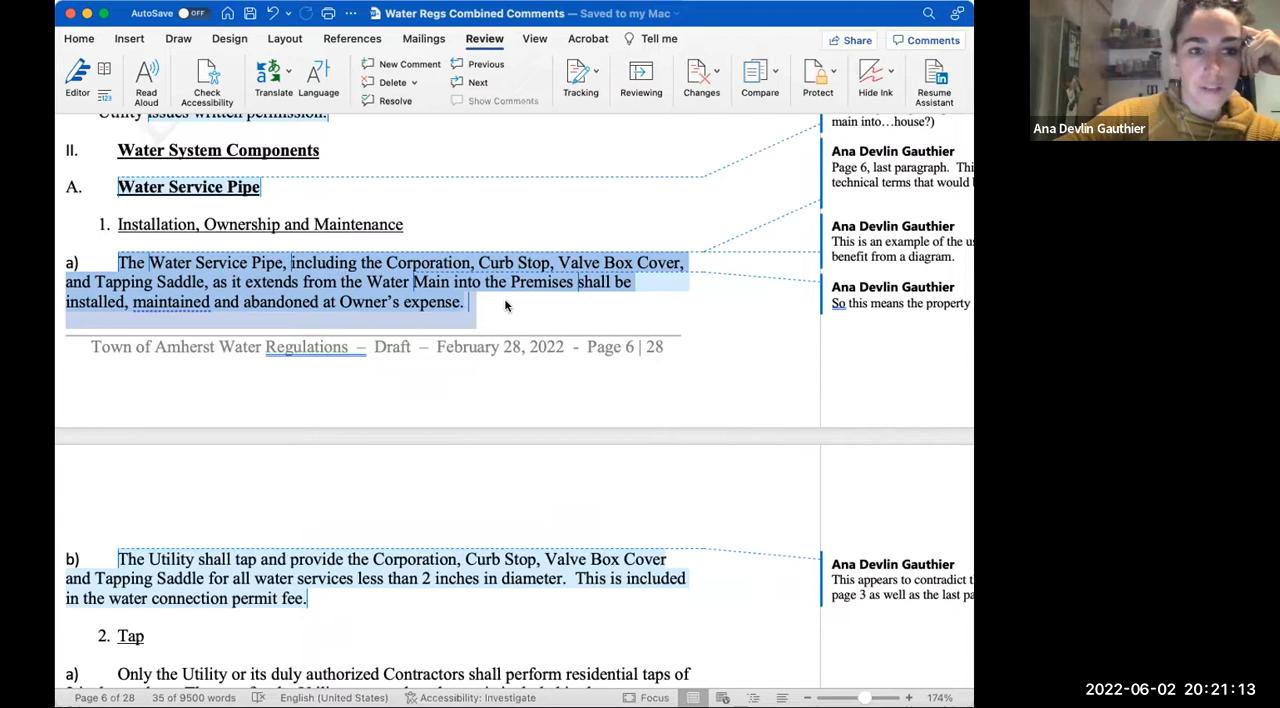 AutoSave OFF Water Regs Combined Comments — Saved to my Mac
Home Insert Draw Design Layout References Mailings Review View Acrobat Tell me Share Comments
Editor Read Aloud Check Accessibility Translate Language New Comment Delete Resolve Previous Next Show Comments Tracking Reviewing Changes Compare Protect Hide Ink Resume Assistant
Utility issues written permission.
II. Water System Components
A. Water Service Pipe
1. Installation, Ownership and Maintenance
a) The Water Service Pipe, including the Corporation, Curb Stop, Valve Box Cover,
and Tapping Saddle, as it extends from the Water Main into the Premises shall be
installed, maintained and abandoned at Owner's expense.
Town of Amherst Water Regulations – Draft – February 28, 2022 - Page 6 | 28
b) The Utility shall tap and provide the Corporation, Curb Stop, Valve Box Cover
and Tapping Saddle for all water services less than 2 inches in diameter. This is included
in the water connection permit fee.
2. Tap
a) Only the Utility or its duly authorized Contractors shall perform residential taps of
main into…house?)
Ana Devlin Gauthier
Page 6, last paragraph. Thi
technical terms that would
Ana Devlin Gauthier
This is an example of the u
benefit from a diagram.
Ana Devlin Gauthier
So this means the property
Ana Devlin Gauthier
This appears to contradict t
page 3 as well as the last pa
Page 6 of 28 35 of 9500 words English (United States) Accessibility: Investigate Focus 174%
Ana Devlin Gauthier
2022-06-02 20:21:13